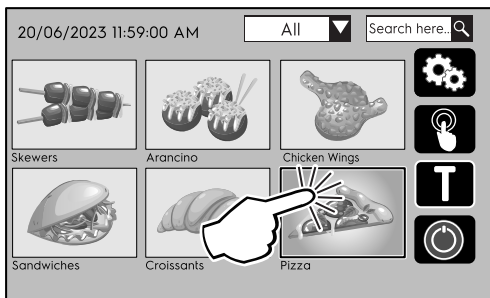 20/06/2023 11:59:00 AM All Search here..
Skewers Arancino Chicken Wings
T
Sandwiches Croissants Pizza